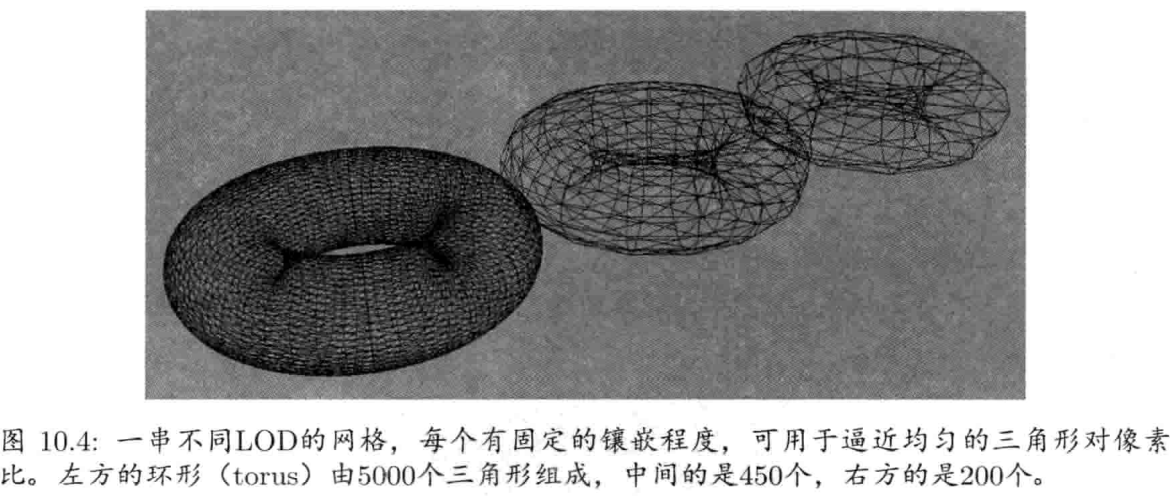 图 10.4: 一串不同LOD的网格，每个有固定的镶嵌程度，可用于逼近均匀的三角形对像素
比。左方的环形（torus）由5000个三角形组成，中间的是450个，右方的是200个。